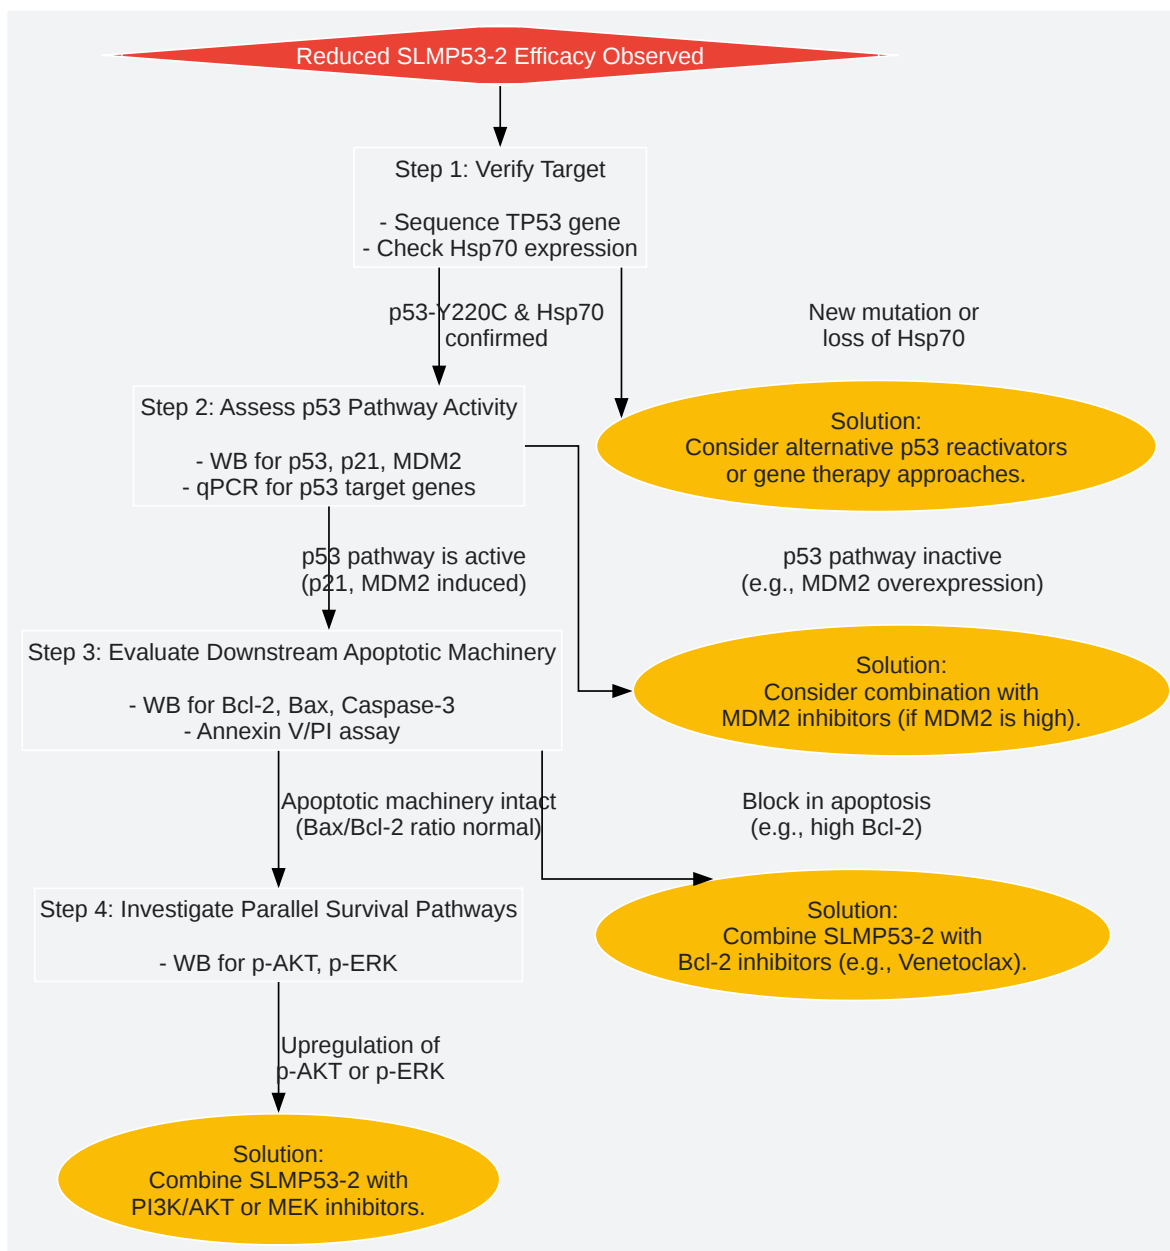 Reduced SLMP53-2 Efficacy Observed
Step 1: Verify Target
- Sequence TP53 gene
- Check Hsp70 expression
p53-Y220C & Hsp70
confirmed
New mutation or
loss of Hsp70
Step 2: Assess p53 Pathway Activity
- WB for p53, p21, MDM2
- qPCR for p53 target genes
Solution:
Consider alternative p53 reactivators
or gene therapy approaches.
p53 pathway is active
(p21, MDM2 induced)
p53 pathway inactive
(e.g., MDM2 overexpression)
Step 3: Evaluate Downstream Apoptotic Machinery
- WB for Bcl-2, Bax, Caspase-3
- Annexin V/PI assay
Solution:
Consider combination with
MDM2 inhibitors (if MDM2 is high).
Apoptotic machinery intact
(Bax/Bcl-2 ratio normal)
Block in apoptosis
(e.g., high Bcl-2)
Step 4: Investigate Parallel Survival Pathways
- WB for p-AKT, p-ERK
Solution:
Combine SLMP53-2 with
Bcl-2 inhibitors (e.g., Venetoclax).
Upregulation of
p-AKT or p-ERK
Solution:
Combine SLMP53-2 with
PI3K/AKT or MEK inhibitors.